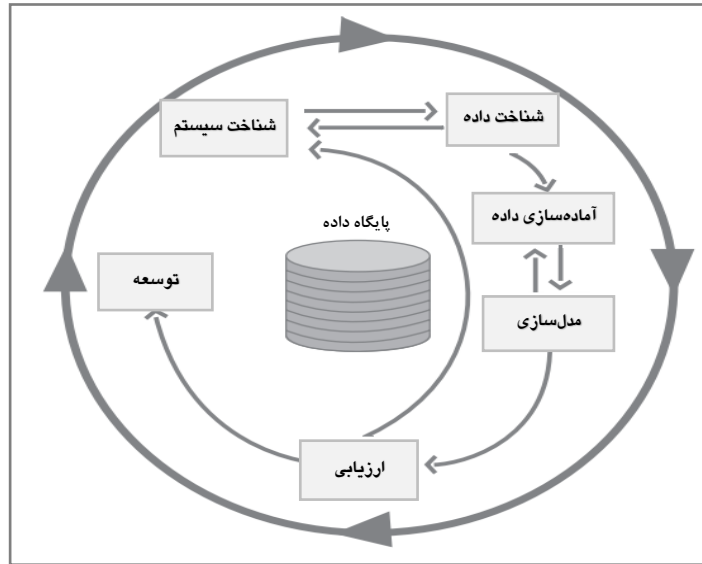 شناخت داده
شناخت سیستم
آماده‌سازی داده
پایگاه داده
توسعه
مدل‌سازی
ارزیابی